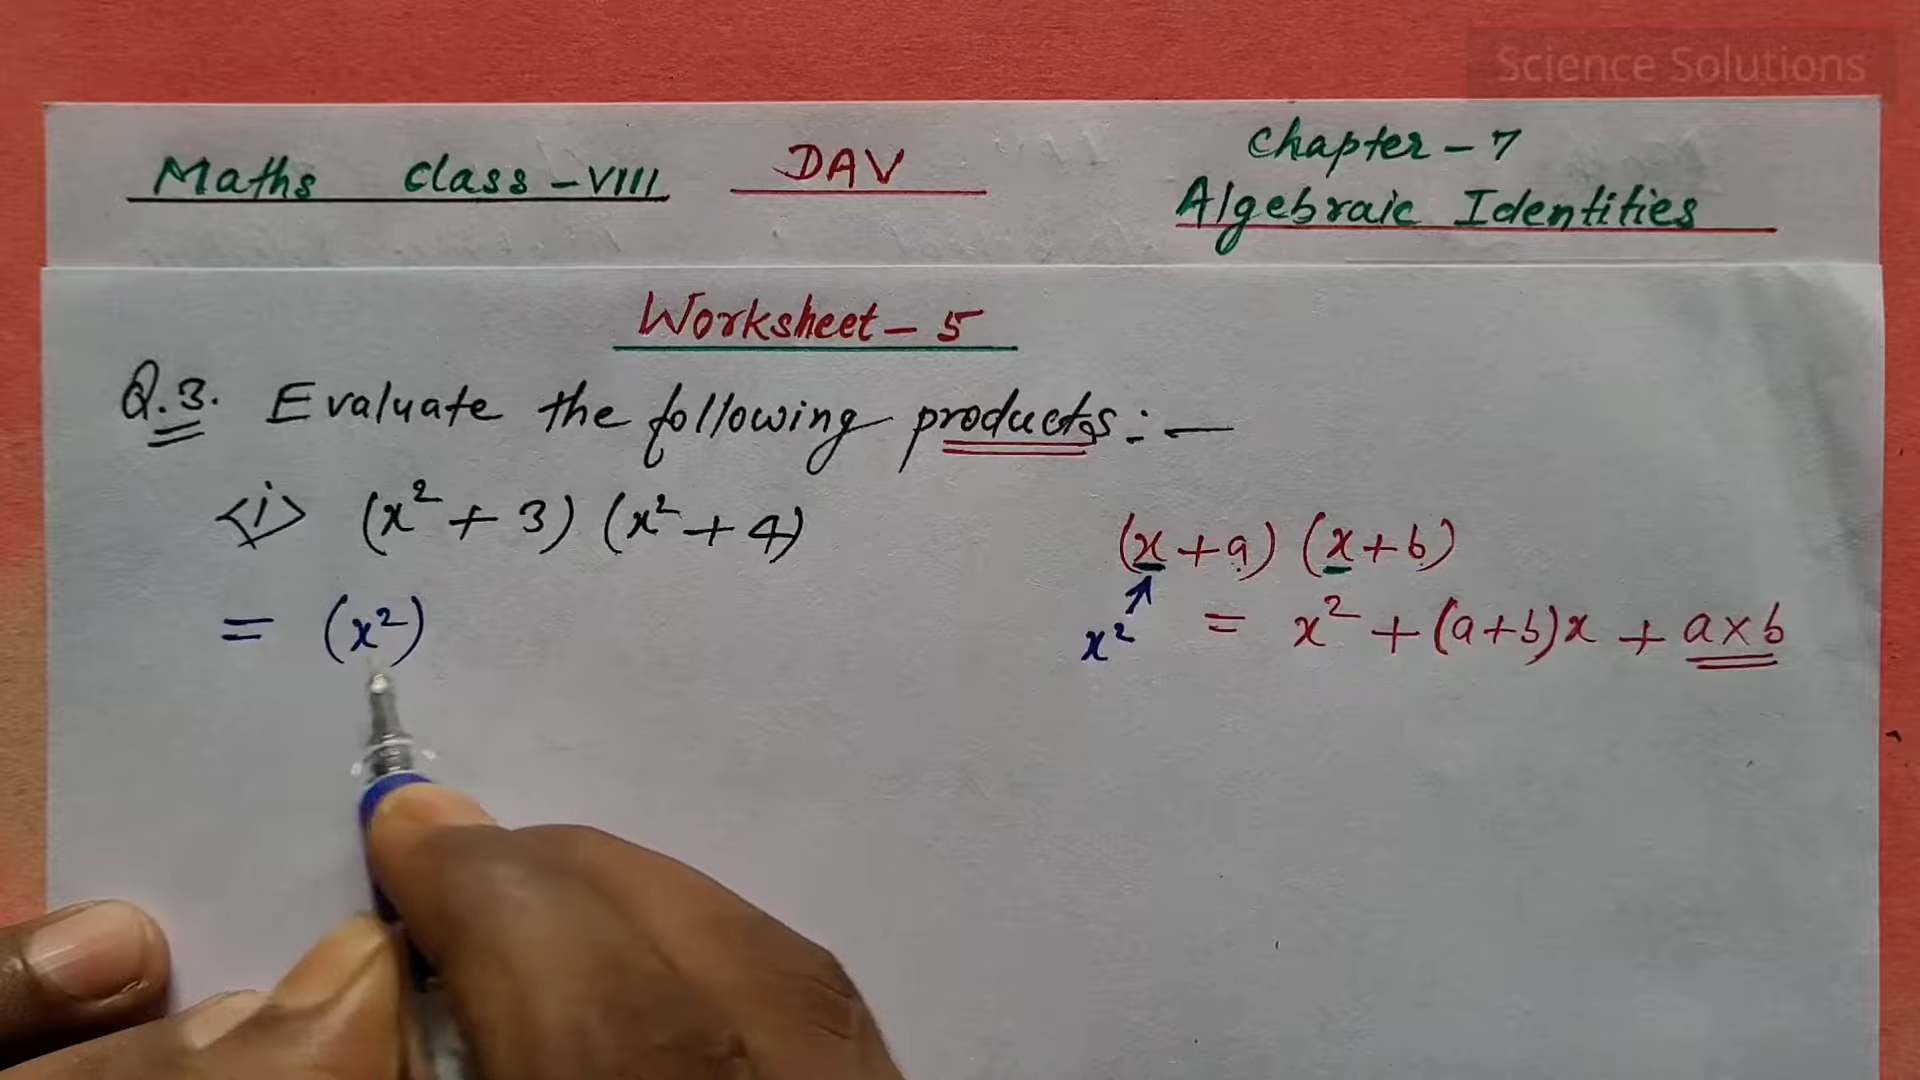 Science Solutions
Maths Class - VIII DAV Chapter - 7
Algebraic Identities
Worksheet - 5
Q.3. Evaluate the following products : —
<i> (x² + 3) (x² + 4)
= (x²)
(x + a) (x + b)
x² = x² + (a+b)x + a × b